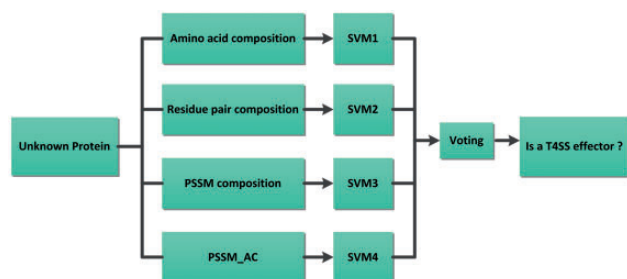 Amino acid composition
SVM1
Residue pair composition
SVM2
Unknown Protein
Voting
Is a T4SS effector ?
PSSM composition
SVM3
PSSM_AC
SVM4